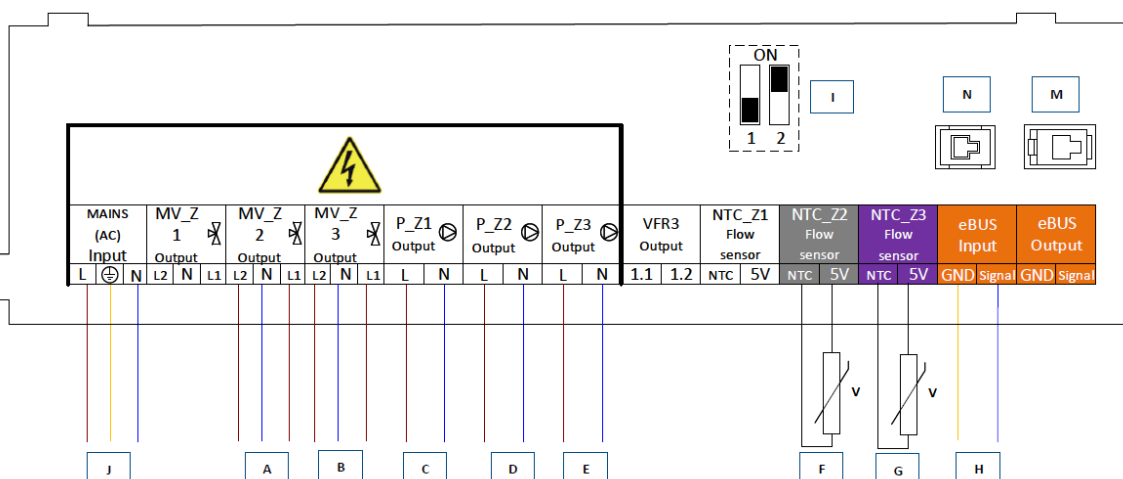 ON
1 2
I
N
M
MAINS (AC) Input
MV_Z 1 Output
MV_Z 2 Output
MV_Z 3 Output
P_Z1 Output
P_Z2 Output
P_Z3 Output
VFR3 Output
NTC_Z1 Flow sensor
NTC_Z2 Flow sensor
NTC_Z3 Flow sensor
eBUS Input
eBUS Output
L N L2 N L1 L2 N L1 L2 N L1 L N L N L N 1.1 1.2 NTC 5V NTC 5V NTC 5V GND Signal GND Signal
V
V
J
A
B
C
D
E
F
G
H